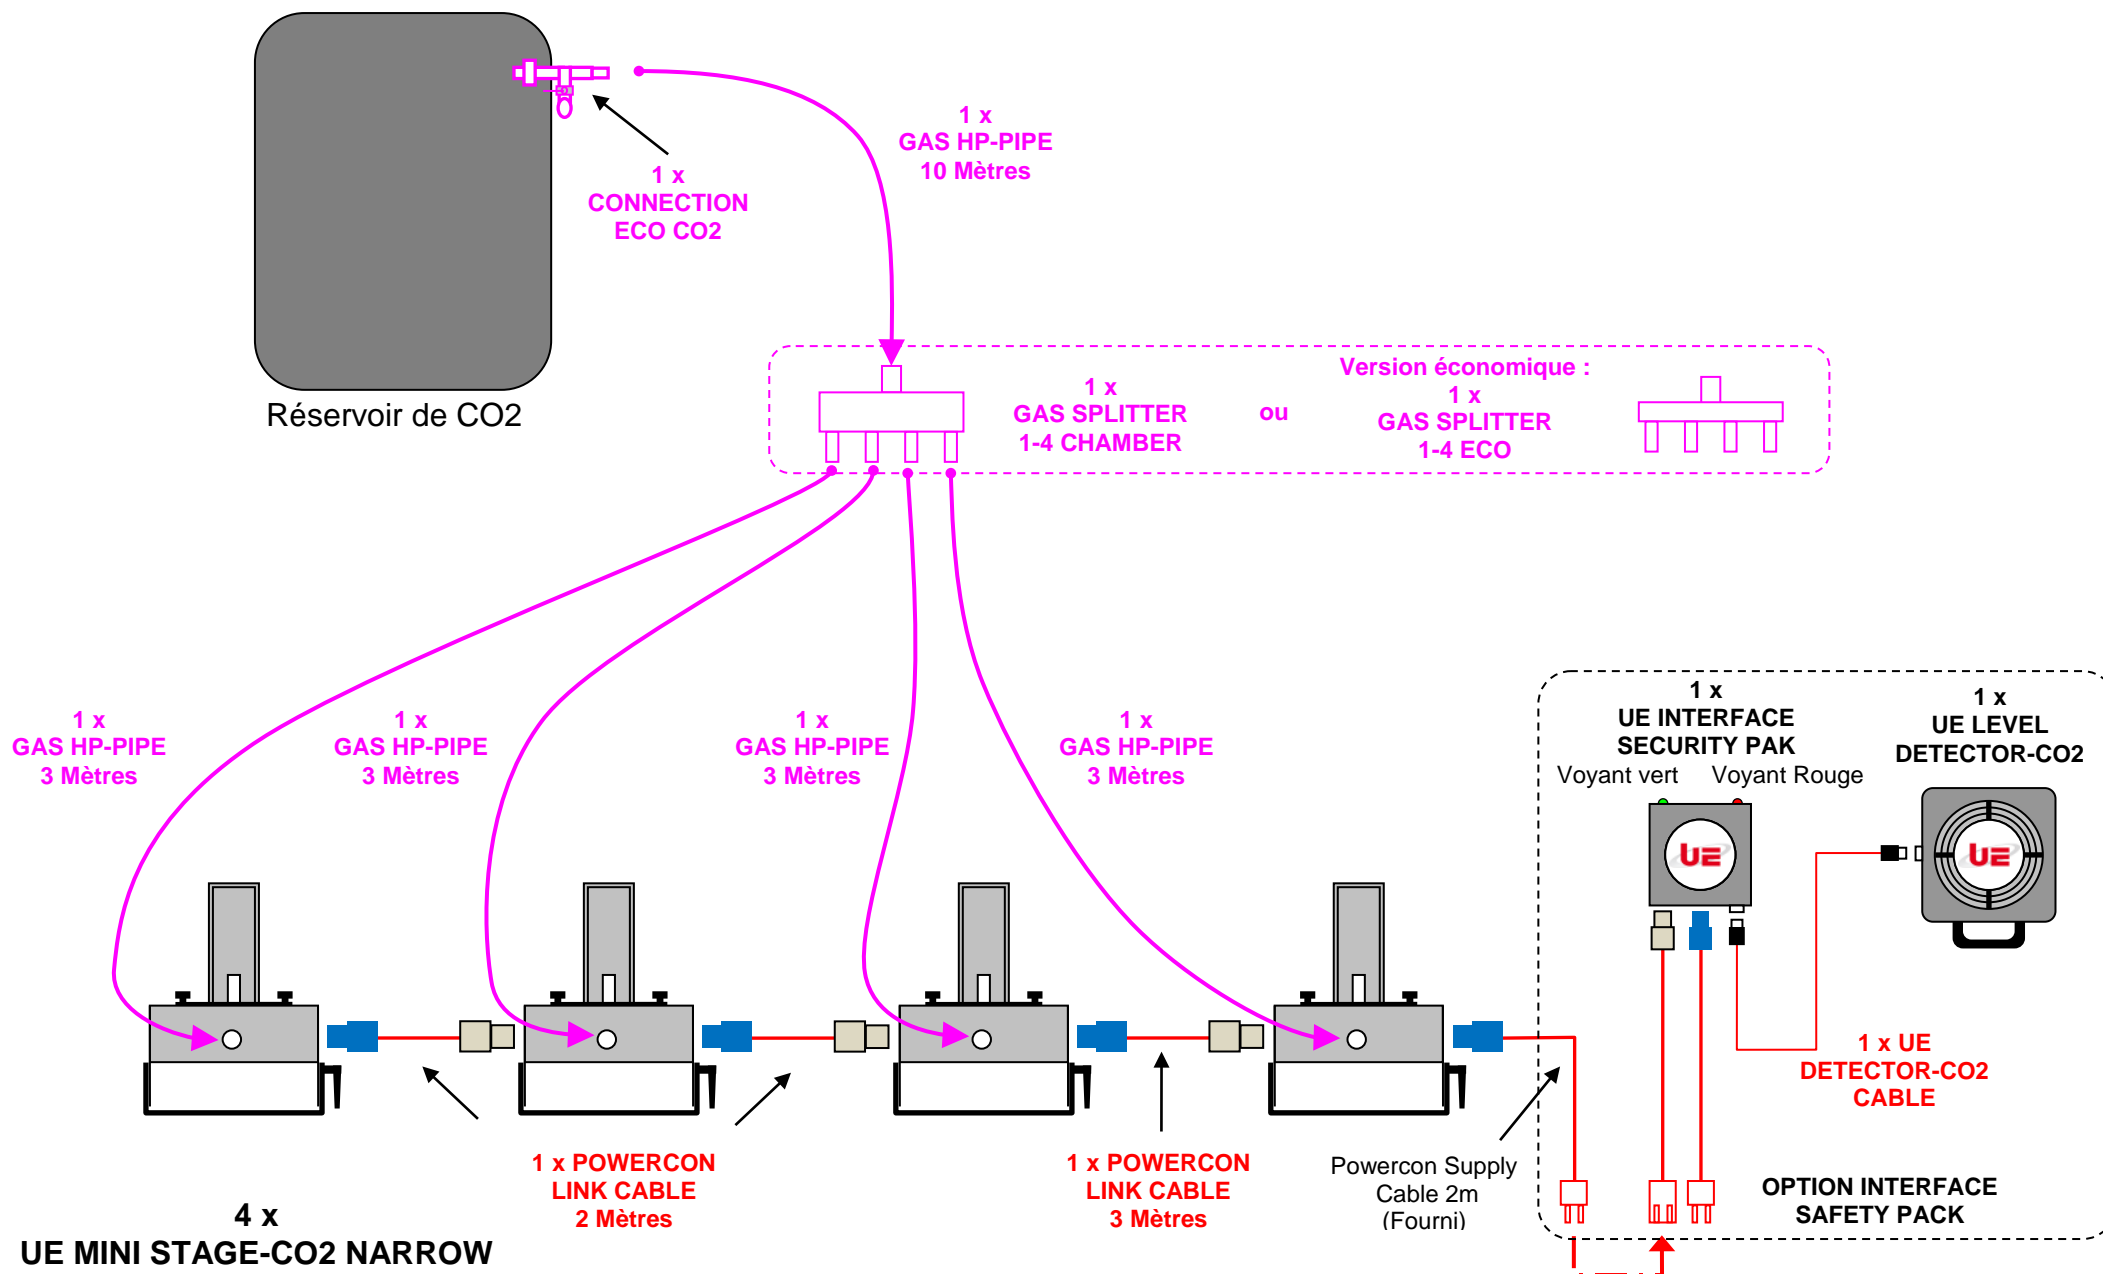 1 x
GAS HP-PIPE
10 Mètres
1 x
CONNECTION
ECO CO2
Réservoir de CO2
1 x
GAS SPLITTER
1-4 CHAMBER
ou
Version économique :
1 x
GAS SPLITTER
1-4 ECO
1 x
GAS HP-PIPE
3 Mètres
1 x
GAS HP-PIPE
3 Mètres
1 x
GAS HP-PIPE
3 Mètres
1 x
GAS HP-PIPE
3 Mètres
1 x
UE INTERFACE
SECURITY PAK
Voyant vert
Voyant Rouge
1 x
UE LEVEL
DETECTOR-CO2
UE
UE
1 x UE
DETECTOR-CO2
CABLE
1 x POWERCON
LINK CABLE
2 Mètres
1 x POWERCON
LINK CABLE
3 Mètres
Powercon Supply
Cable 2m
(Fourni)
OPTION INTERFACE
SAFETY PACK
4 x
UE MINI STAGE-CO2 NARROW